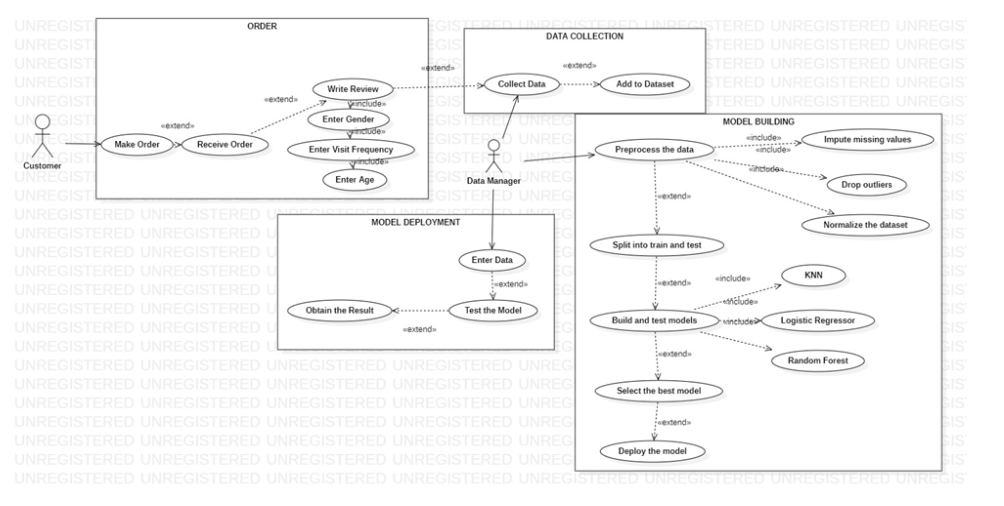 ORDER
DATA COLLECTION
«extend»
«extend»
Write Review
Collect Data
Add to Dataset
«extend»
«include»
Enter Gender
MODEL BUILDING
Customer
«extend»
Make Order
Receive Order
«include»
Enter Visit Frequency
«include»
Enter Age
Data Manager
Preprocess the data
«include»
Impute missing values
«include»
Drop outliers
«include»
Normalize the dataset
«extend»
MODEL DEPLOYMENT
Split into train and test
Enter Data
«extend»
«extend»
«include»
KNN
Obtain the Result
Test the Model
«extend»
Build and test models
«include»
Logistic Regressor
Random Forest
«extend»
Select the best model
«extend»
Deploy the model
UNREGISTERED UNREGISTERED UNREGISTERED UNREGISTERED UNREGISTERED UNREGISTERED UNREGISTERED